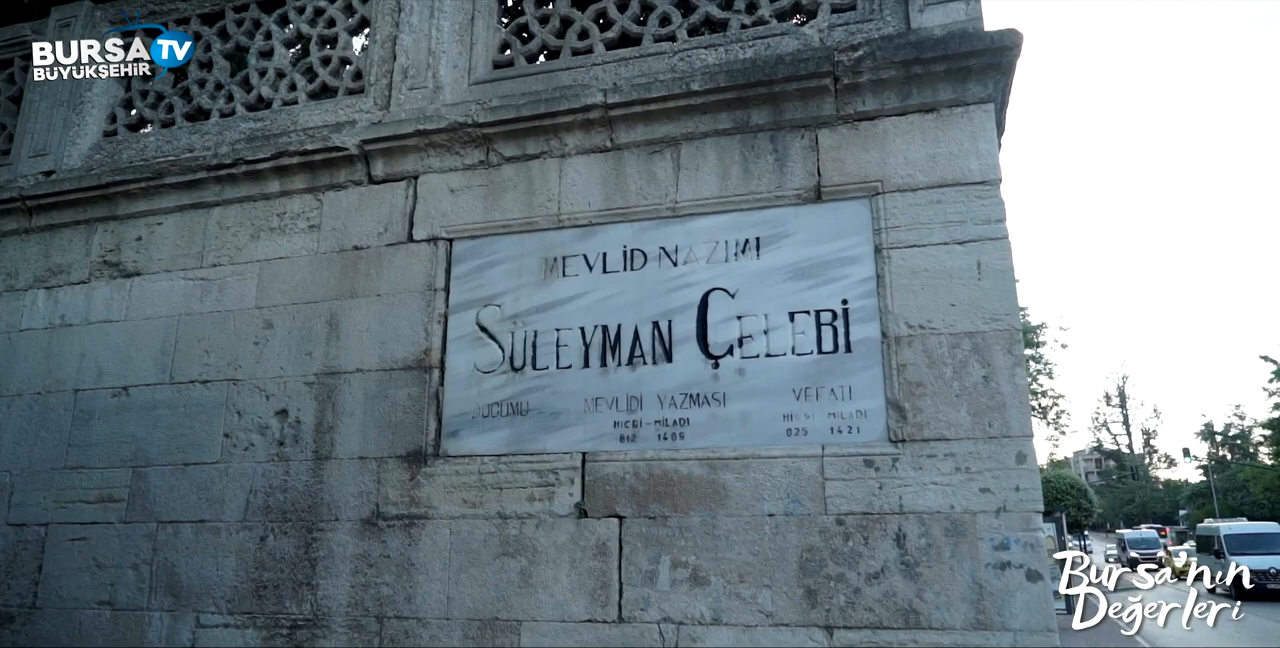 BURSA TV
BÜYÜKŞEHİR
MEVLİD NAZIMI
SÜLEYMAN ÇELEBİ
DOĞUMU
MEVLİDİ YAZMASI
HİCRİ-MİLADİ
812 1409
VEFATI
HİCRİ MİLADİ
825 1421
Bursa'nın
Değerleri